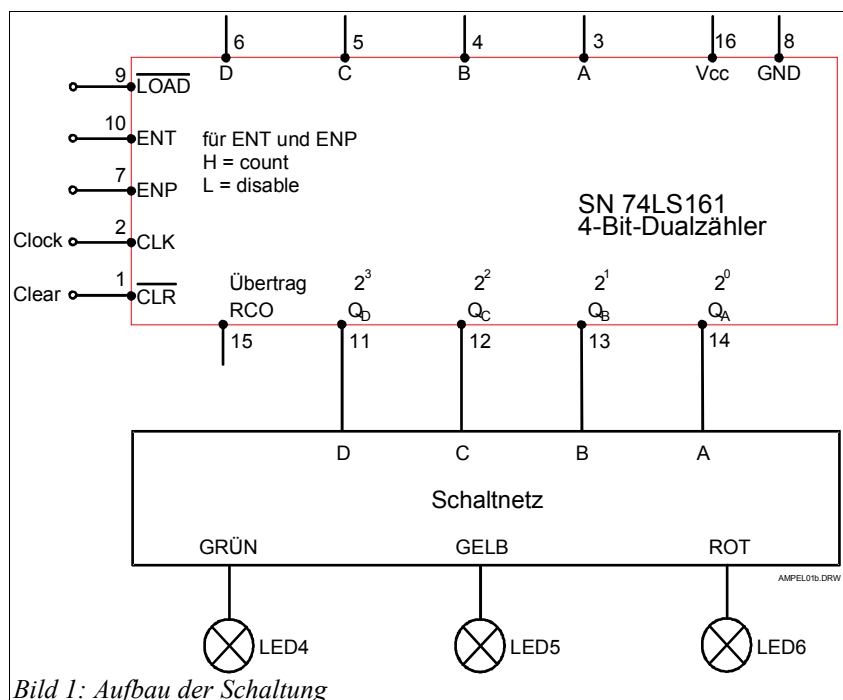 6 5 4 3 16 8
D C B A Vcc GND
9 LOAD
10 ENT für ENT und ENP
H = count
7 ENP L = disable
SN 74LS161
2 4-Bit-Dualzähler
Clock CLK
1 Übertrag 2³ 2² 2¹ 2⁰
Clear CLR RCO QD QC QB QA
15 11 12 13 14
D C B A
Schaltnetz
GRÜN GELB ROT
AMPEL01b.DRW
LED4 LED5 LED6
Bild 1: Aufbau der Schaltung